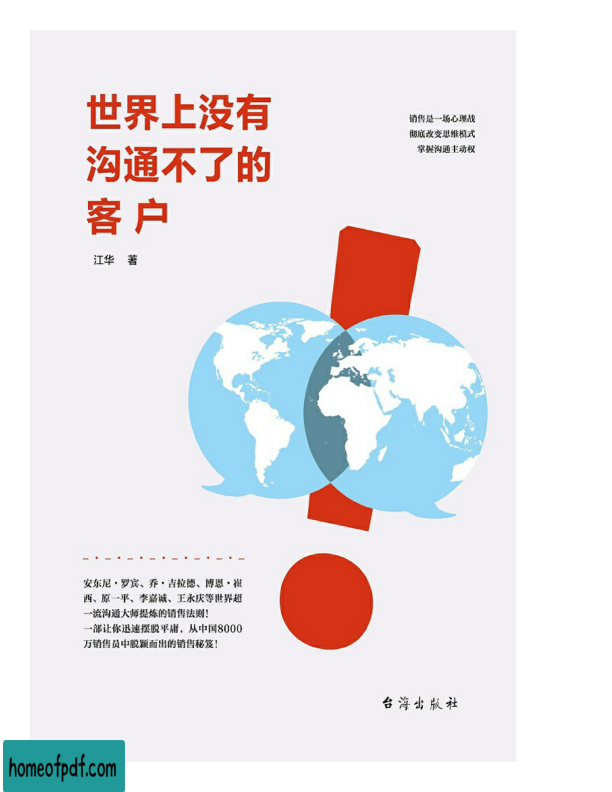 世界上没有
沟通不了的
客户
江华 著
销售是一场心理战
彻底改变思维模式
掌握沟通主动权
安东尼·罗宾、乔·吉拉德、博恩·崔
西、原一平、李嘉诚、王永庆等世界超
一流沟通大师提炼的销售法则！
一部让你迅速摆脱平庸，从中国8000
万销售员中脱颖而出的销售秘笈！
台海出版社
homeofpdf.com